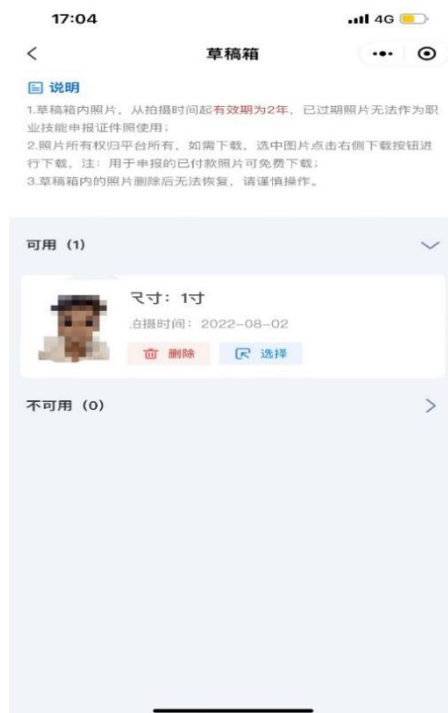 17:04
4G
草稿箱
说明
1.草稿箱内照片，从拍摄时间起有效期为2年，已过期照片无法作为职
业技能申报证件照使用；
2.照片所有权归平台所有，如需下载，选中图片点击右侧下载按钮进
行下载，注：用于申报的已付款照片可免费下载；
3.草稿箱内的照片删除后无法恢复，请谨慎操作。
可用（1）
尺寸：1寸
拍摄时间：2022-08-02
删除 选择
不可用（0）